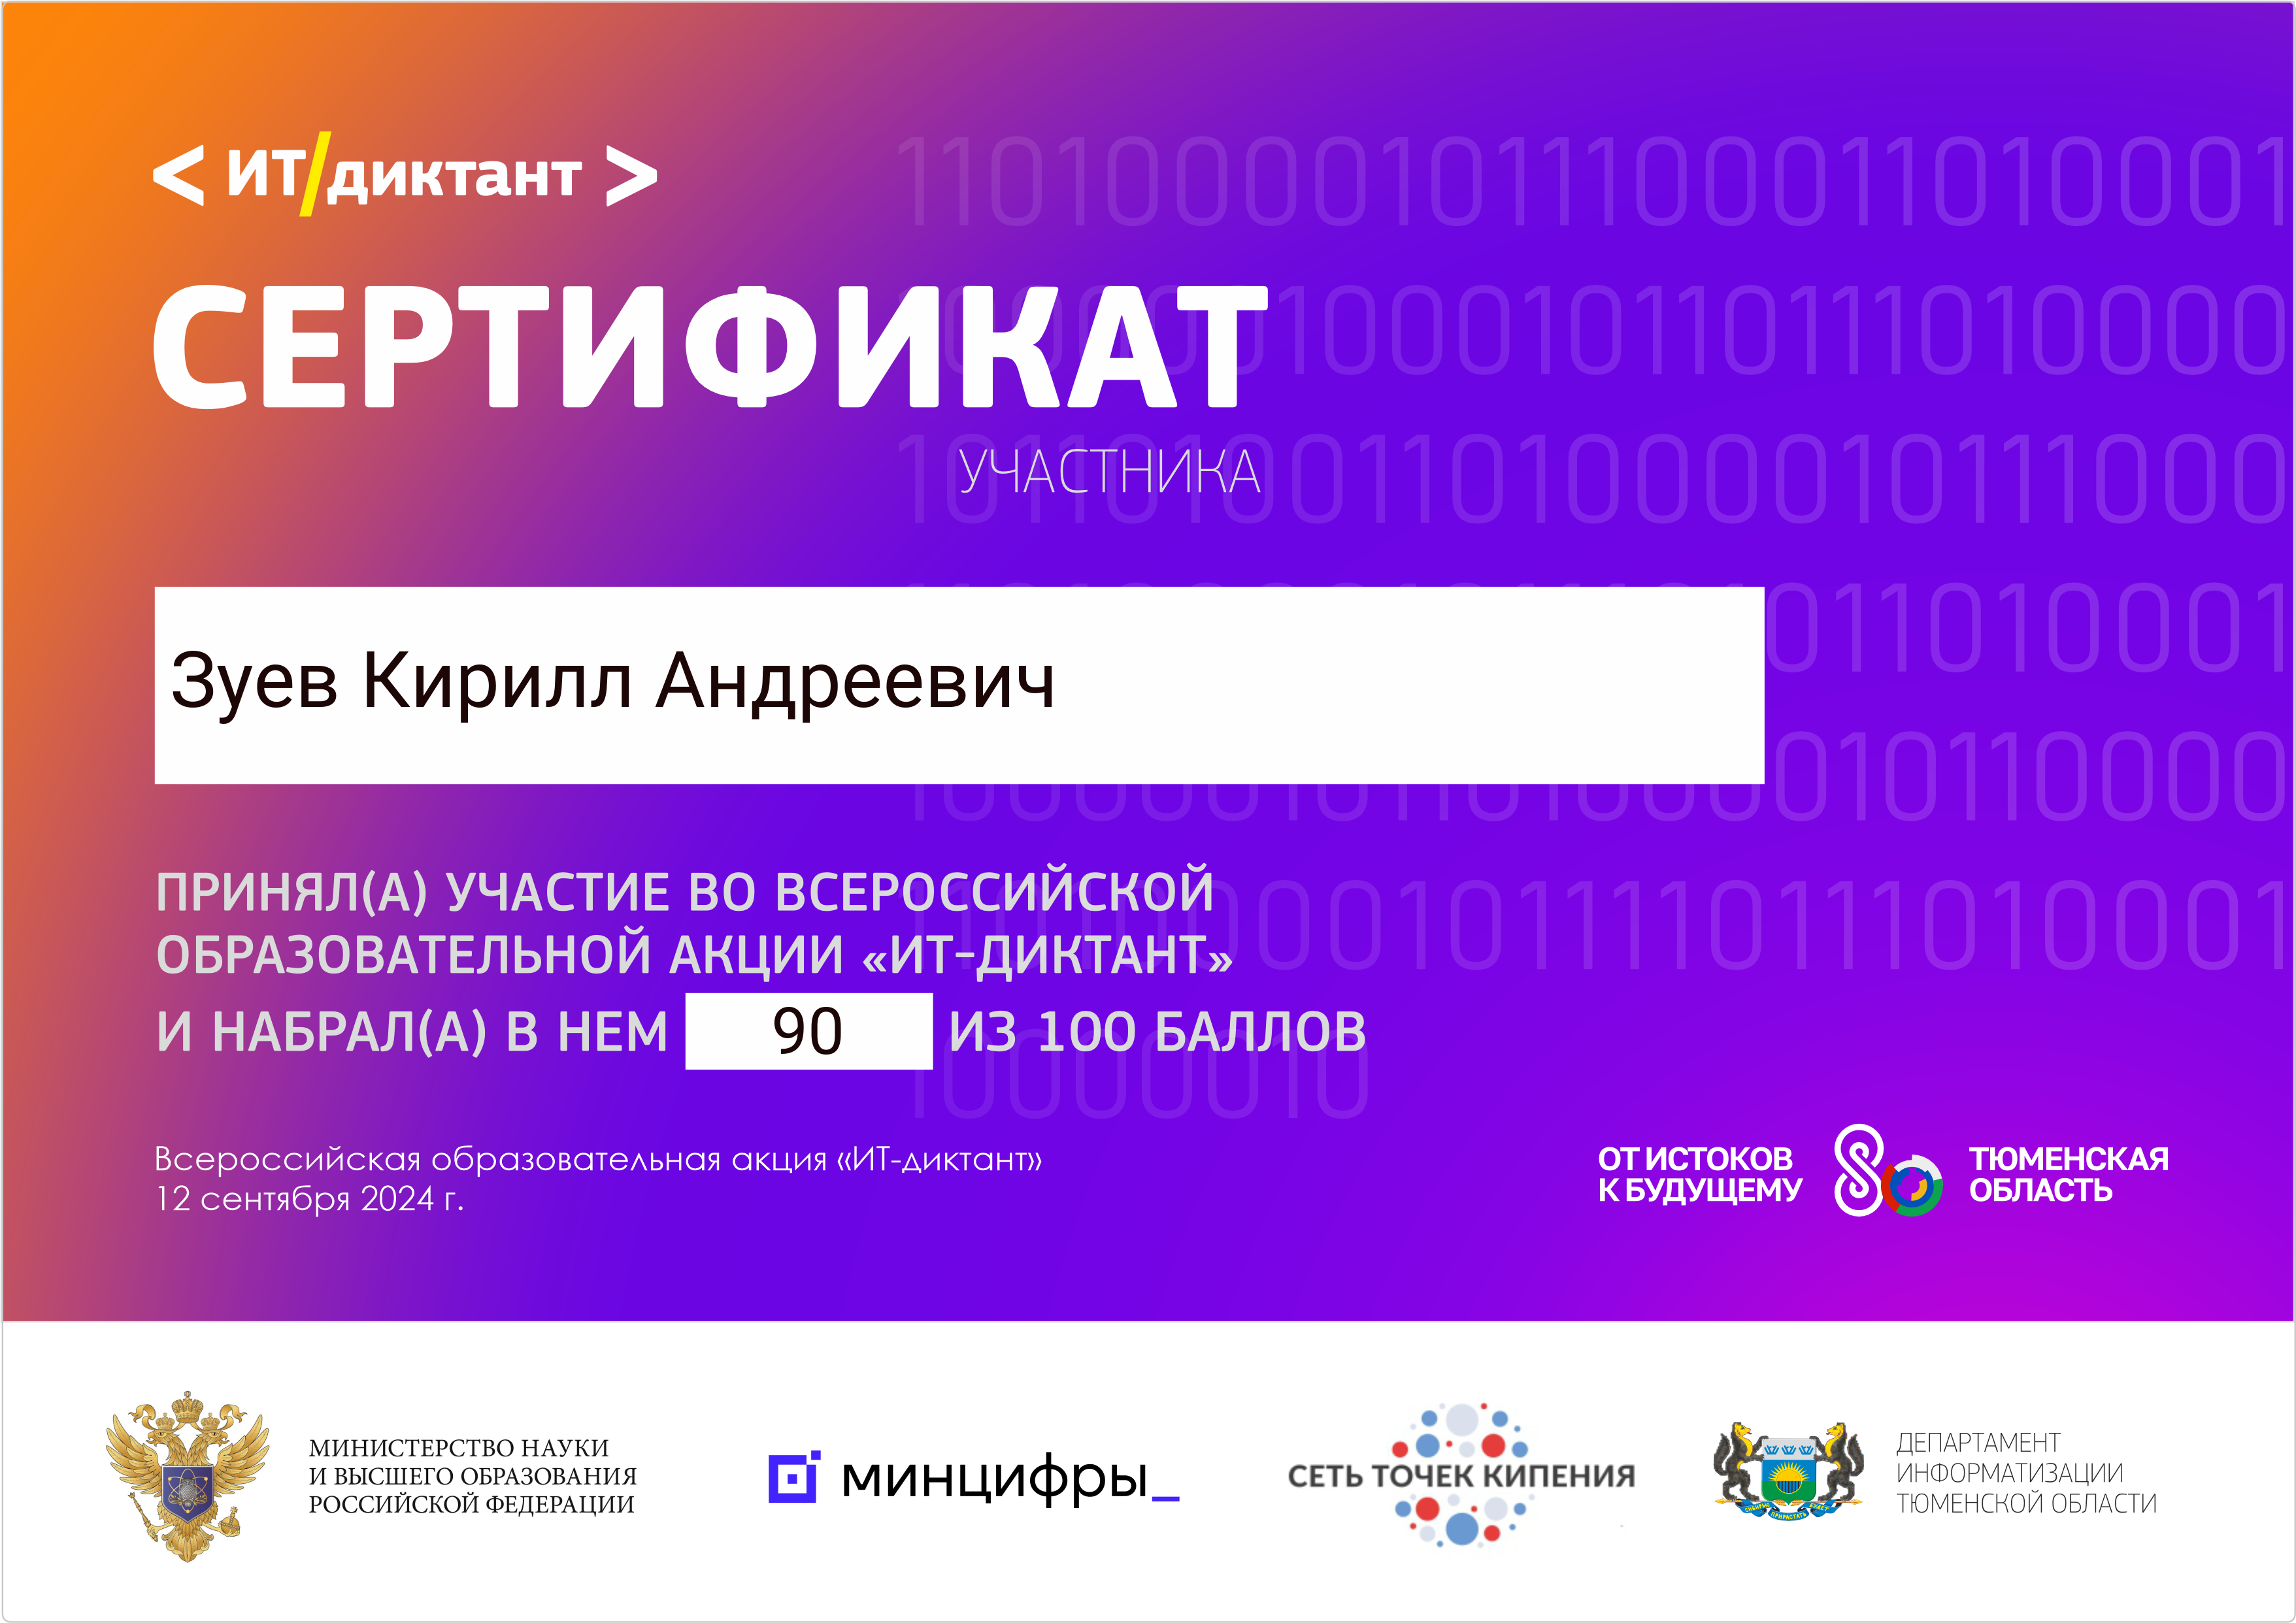 < ИТ/диктант >
СЕРТИФИКАТ
УЧАСТНИКА
Зуев Кирилл Андреевич
ПРИНЯЛ(А) УЧАСТИЕ ВО ВСЕРОССИЙСКОЙ
ОБРАЗОВАТЕЛЬНОЙ АКЦИИ «ИТ-ДИКТАНТ»
И НАБРАЛ(А) В НЕМ 90 ИЗ 100 БАЛЛОВ
Всероссийская образовательная акция «ИТ-диктант»
12 сентября 2024 г.
ОТ ИСТОКОВ
К БУДУЩЕМУ
80
ТЮМЕНСКАЯ
ОБЛАСТЬ
МИНИСТЕРСТВО НАУКИ
И ВЫСШЕГО ОБРАЗОВАНИЯ
РОССИЙСКОЙ ФЕДЕРАЦИИ
минцифры_
СЕТЬ ТОЧЕК КИПЕНИЯ
ДЕПАРТАМЕНТ
ИНФОРМАТИЗАЦИИ
ТЮМЕНСКОЙ ОБЛАСТИ